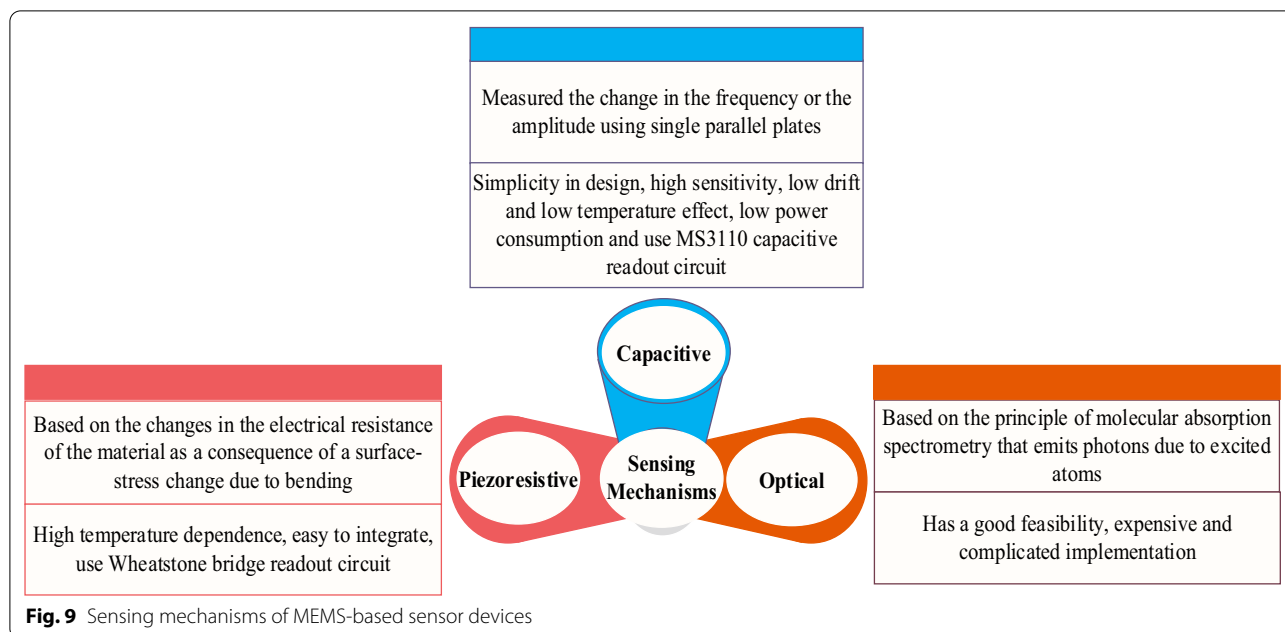 Measured the change in the frequency or the
amplitude using single parallel plates
Simplicity in design, high sensitivity, low drift
and low temperature effect, low power
consumption and use MS3110 capacitive
readout circuit
Capacitive
Based on the changes in the electrical resistance
of the material as a consequence of a surface-
stress change due to bending
High temperature dependence, easy to integrate,
use Wheatstone bridge readout circuit
Piezoresistive
Sensing
Mechanisms
Optical
Based on the principle of molecular absorption
spectrometry that emits photons due to excited
atoms
Has a good feasibility, expensive and
complicated implementation
Fig. 9 Sensing mechanisms of MEMS-based sensor devices